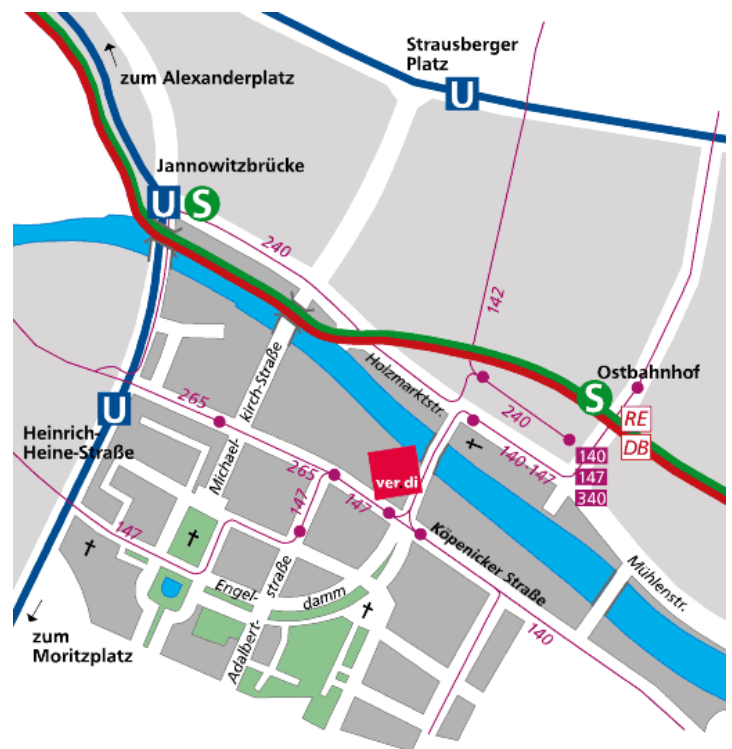 Strausberger
Platz
U
zum Alexanderplatz
Jannowitzbrücke
U S
240
142
Holzmarktstr.
Ostbahnhof
S
RE
DB
240
140
147
340
140·147
kirch-Straße
Michael-
265
U
Heinrich-
Heine-Straße
265
ver.di
147
147
147
Köpenicker Straße
Mühlenstr.
Engel-
damm
straße
Adalbert-
140
zum
Moritzplatz